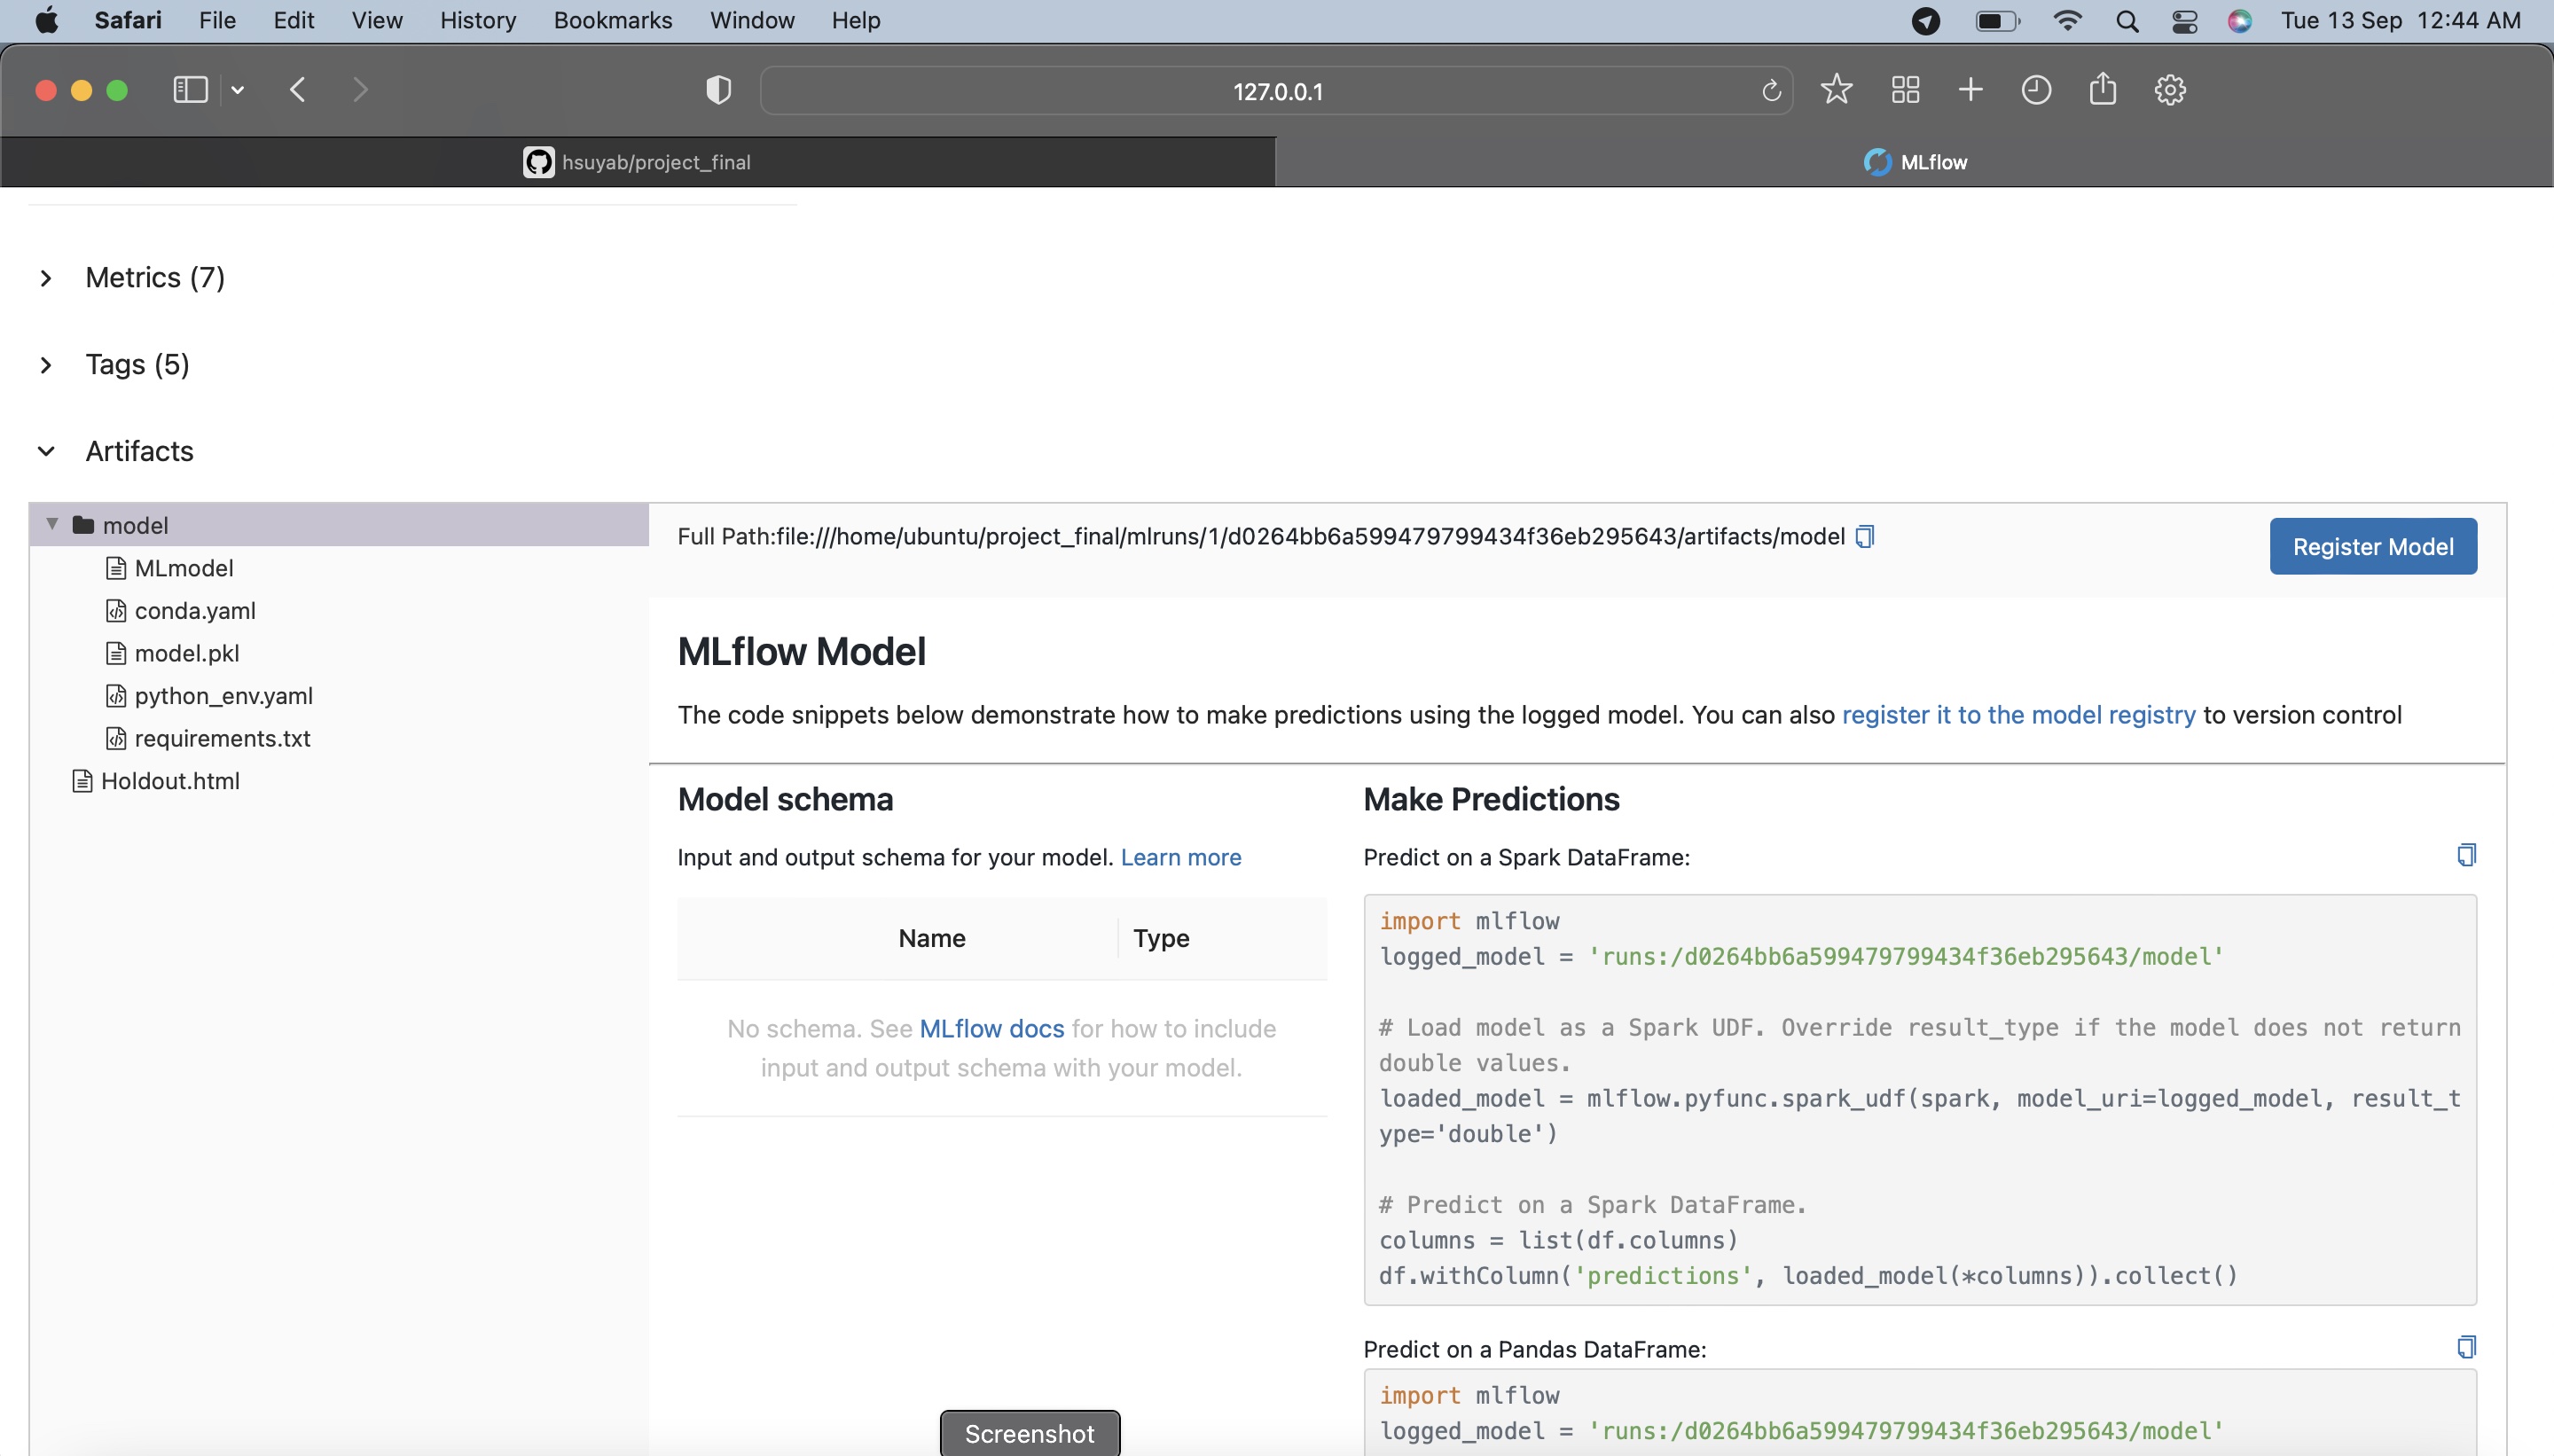 Safari File Edit View History Bookmarks Window Help Tue 13 Sep 12:44 AM
127.0.0.1
hsuyab/project_final MLflow
Metrics (7)
Tags (5)
Artifacts
model
MLmodel
conda.yaml
model.pkl
python_env.yaml
requirements.txt
Holdout.html
Full Path:file:///home/ubuntu/project_final/mlruns/1/d0264bb6a599479799434f36eb295643/artifacts/model
Register Model
MLflow Model
The code snippets below demonstrate how to make predictions using the logged model. You can also register it to the model registry to version control
Model schema
Input and output schema for your model. Learn more
Name Type
No schema. See MLflow docs for how to include
input and output schema with your model.
Make Predictions
Predict on a Spark DataFrame:
import mlflow
logged_model = 'runs:/d0264bb6a599479799434f36eb295643/model'
# Load model as a Spark UDF. Override result_type if the model does not return
double values.
loaded_model = mlflow.pyfunc.spark_udf(spark, model_uri=logged_model, result_t
ype='double')
# Predict on a Spark DataFrame.
columns = list(df.columns)
df.withColumn('predictions', loaded_model(*columns)).collect()
Predict on a Pandas DataFrame:
import mlflow
logged_model = 'runs:/d0264bb6a599479799434f36eb295643/model'
Screenshot